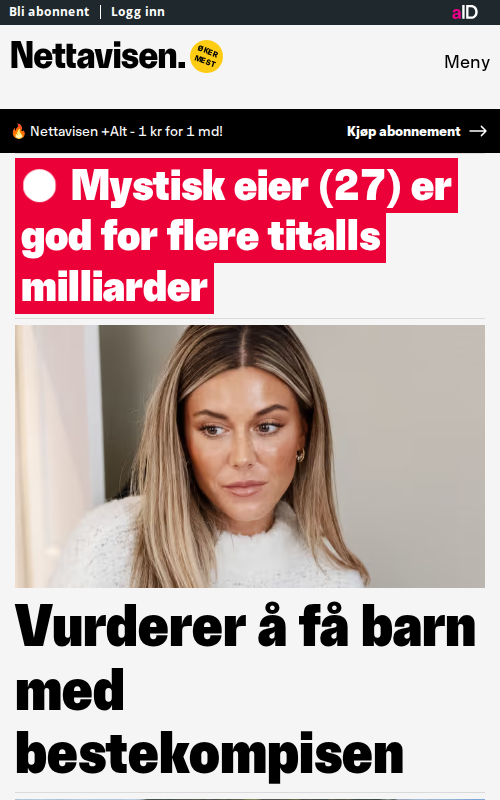 Bli abonnent
Logg inn
aID
Nettavisen.
ØKER
MEST
Meny
Nettavisen +Alt - 1 kr for 1 md!
Kjøp abonnement
Mystisk eier (27) er
god for flere titalls
milliarder
Vurderer å få barn
med
bestekompisen